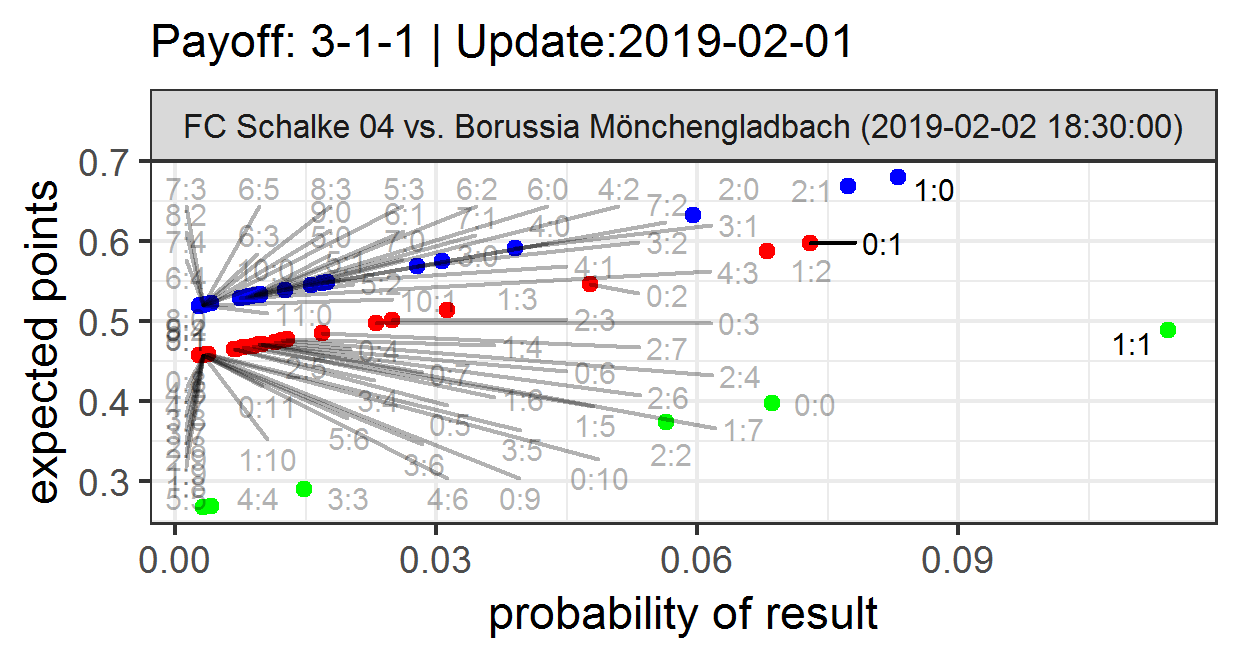 Payoff: 3-1-1 | Update:2019-02-01
FC Schalke 04 vs. Borussia Mönchengladbach (2019-02-02 18:30:00)
expected points
0.7
0.6
0.5
0.4
0.3
7:3 6:5 8:3 5:3 6:2 6:0 4:2 2:0 2:1 1:0
8:2 9:0 6:1 7:1 4:0 7:2 3:1
7:4 6:3 5:0 7:0 3:0 3:2 0:1
10:0 5:1 5:2 4:1 4:3 1:2
11:0 10:1 1:3 0:2
2:3 0:3
0:4 1:4 2:7 1:1
2:5 0:7 0:6 2:4
0:11 3:4 1:6 2:6 0:0
0:5 1:5 1:7
5:6 3:5 2:2
1:10 3:6 0:10
5:3 4:4 3:3 4:6 0:9
0.00 0.03 0.06 0.09
probability of result